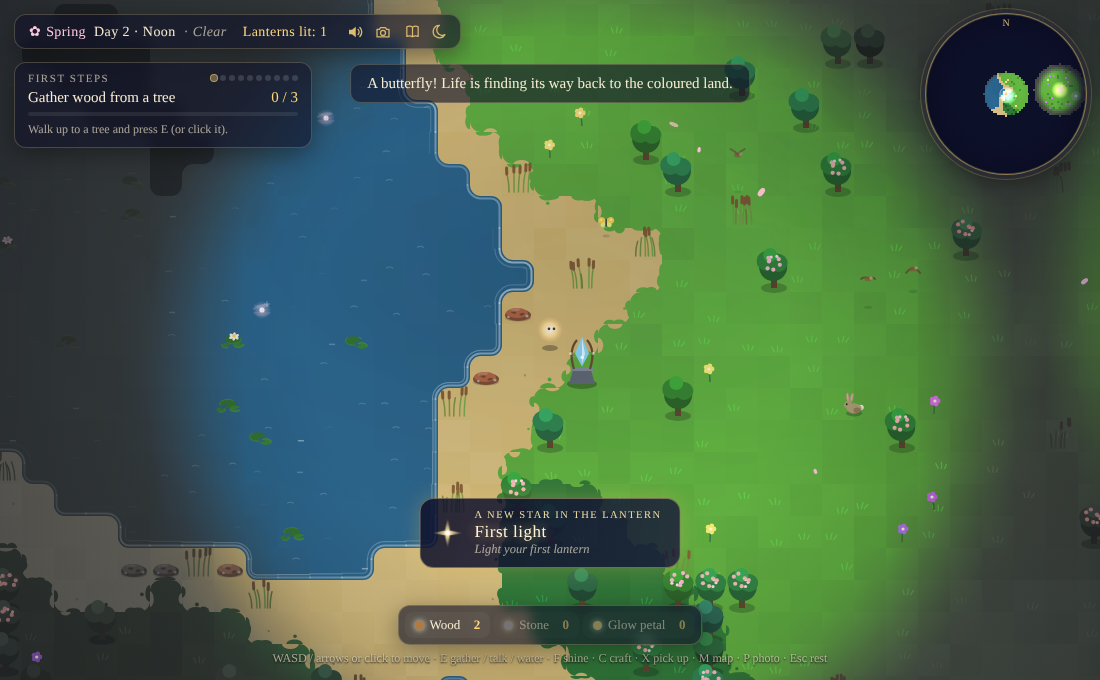 ✿ Spring Day 2 · Noon · Clear Lanterns lit: 1
N
FIRST STEPS
Gather wood from a tree 0 / 3
Walk up to a tree and press E (or click it).
A butterfly! Life is finding its way back to the coloured land.
A NEW STAR IN THE LANTERN
First light
Light your first lantern
Wood 2 Stone 0 Glow petal 0
WASD / arrows or click to move · E gather / talk / water · F shine · C craft · X pick up · M map · P photo · Esc rest